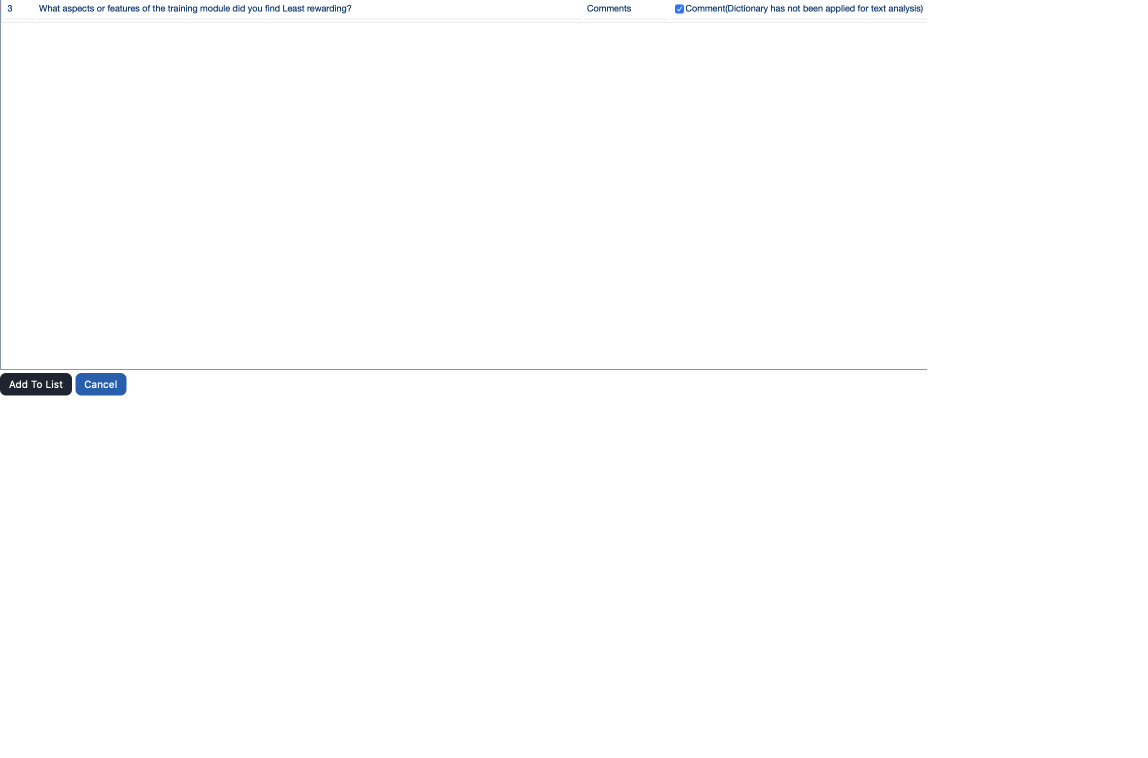 3 What aspects or features of the training module did you find Least rewarding? Comments Comment(Dictionary has not been applied for text analysis)
Add To List Cancel